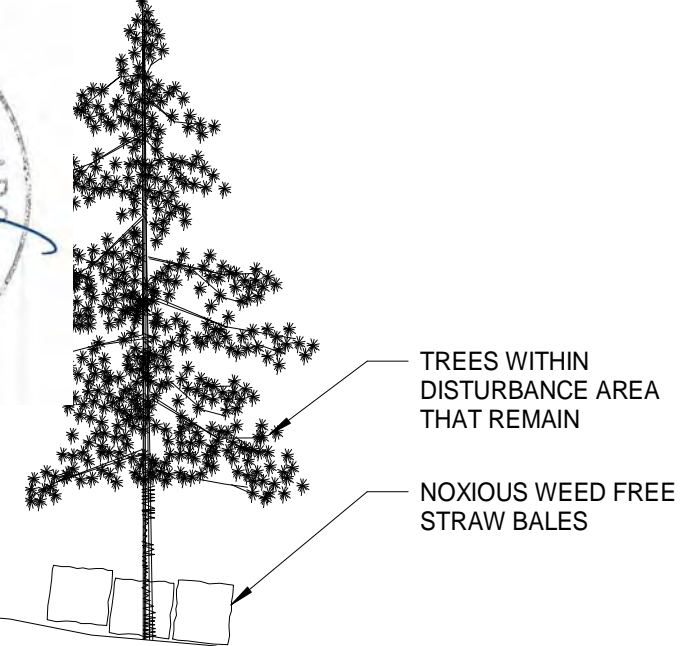 TREES WITHIN
DISTURBANCE AREA
THAT REMAIN
NOXIOUS WEED FREE
STRAW BALES